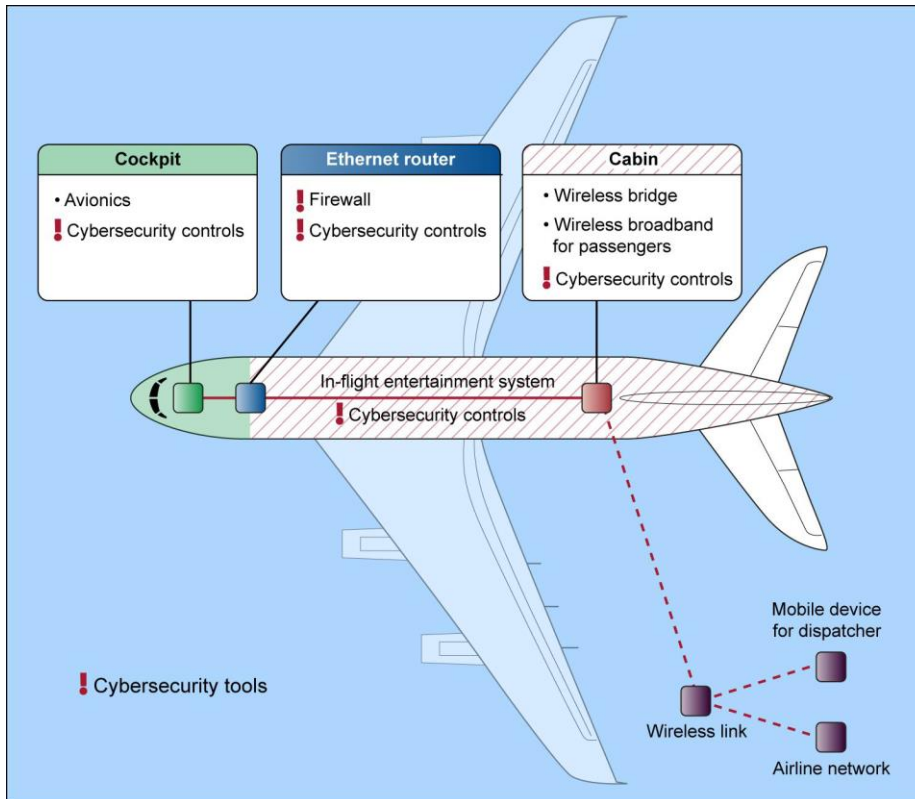 Cockpit
• Avionics
! Cybersecurity controls
Ethernet router
! Firewall
! Cybersecurity controls
Cabin
• Wireless bridge
• Wireless broadband
for passengers
! Cybersecurity controls
In-flight entertainment system
! Cybersecurity controls
Mobile device
for dispatcher
! Cybersecurity tools
Wireless link
Airline network